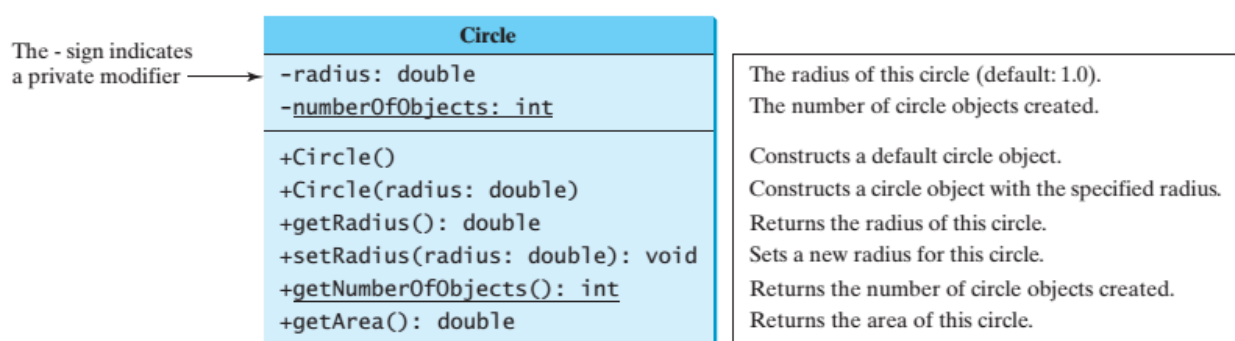 The - sign indicates
a private modifier
Circle
-radius: double
-numberOfObjects: int
+Circle()
+Circle(radius: double)
+getRadius(): double
+setRadius(radius: double): void
+getNumberOfObjects(): int
+getArea(): double
The radius of this circle (default: 1.0).
The number of circle objects created.
Constructs a default circle object.
Constructs a circle object with the specified radius.
Returns the radius of this circle.
Sets a new radius for this circle.
Returns the number of circle objects created.
Returns the area of this circle.